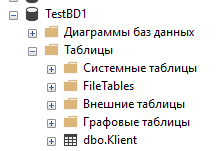 TestBD1
Диаграммы баз данных
Таблицы
Системные таблицы
FileTables
Внешние таблицы
Графовые таблицы
dbo.Klient